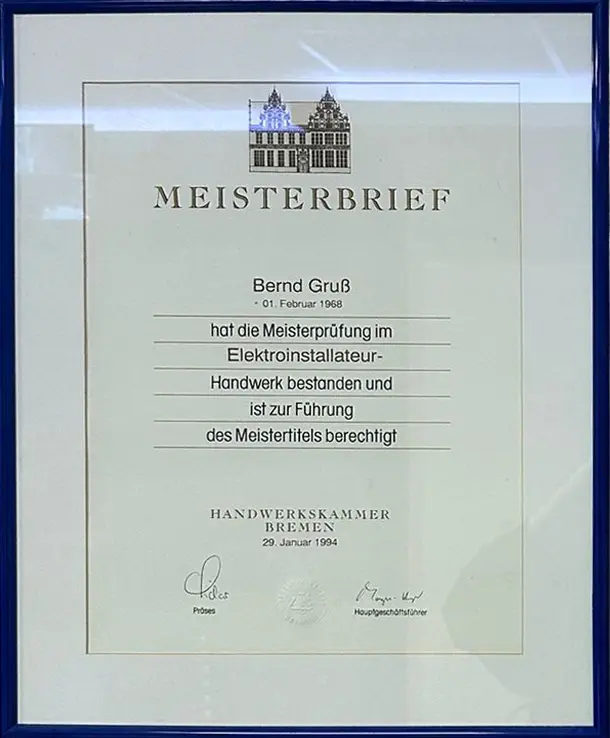 MEISTERBRIEF
Bernd Gruß
* 01. Februar 1968
hat die Meisterprüfung im
Elektroinstallateur-
Handwerk bestanden und
ist zur Führung
des Meistertitels berechtigt
HANDWERKSKAMMER
BREMEN
29. Januar 1994
Präses
Hauptgeschäftsführer